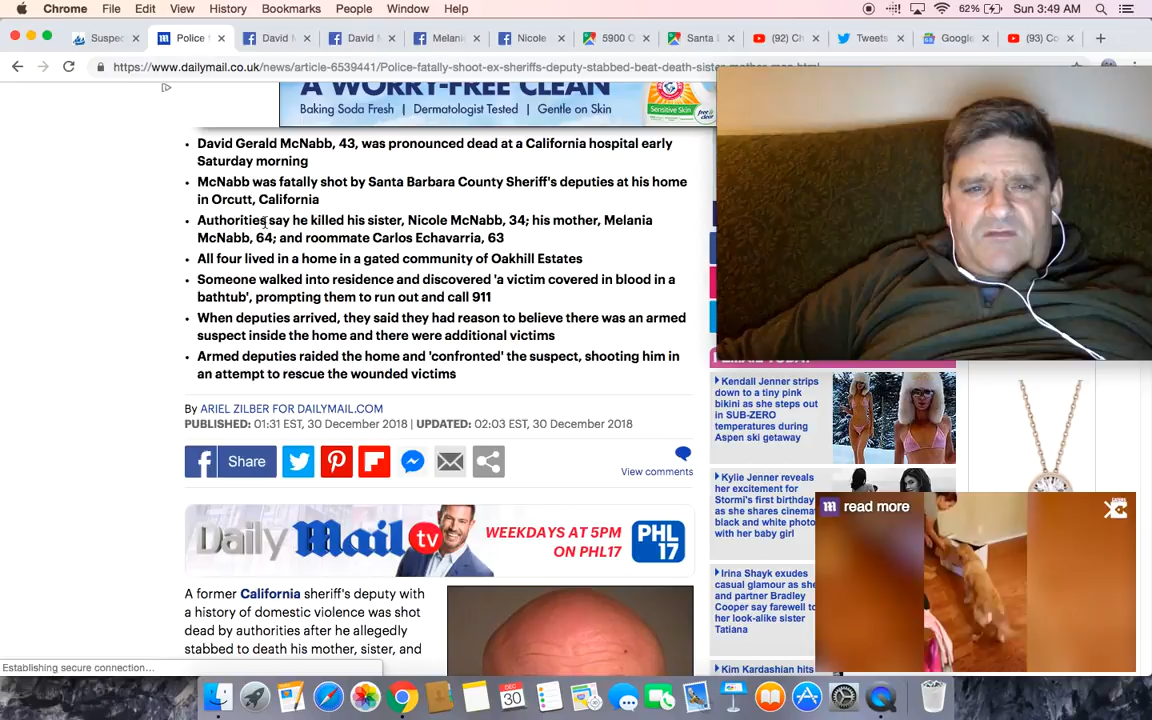 Chrome File Edit View History Bookmarks People Window Help 62% Sun 3:49 AM
Suspec Police f David M David M Melani Nicole 5900 O Santa (92) Ch Tweets Google (93) Co
https://www.dailymail.co.uk/news/article-6539441/Police-fatally-shoot-ex-sheriffs-deputy-stabbed-beat-death-sister-mother-man.html
A WORRY-FREE CLEAN
Baking Soda Fresh | Dermatologist Tested | Gentle on Skin
ARM & HAMMER
Sensitive Skin
• David Gerald McNabb, 43, was pronounced dead at a California hospital early
Saturday morning
• McNabb was fatally shot by Santa Barbara County Sheriff's deputies at his home
in Orcutt, California
• Authorities say he killed his sister, Nicole McNabb, 34; his mother, Melania
McNabb, 64; and roommate Carlos Echavarria, 63
• All four lived in a home in a gated community of Oakhill Estates
• Someone walked into residence and discovered 'a victim covered in blood in a
bathtub', prompting them to run out and call 911
• When deputies arrived, they said they had reason to believe there was an armed
suspect inside the home and there were additional victims
• Armed deputies raided the home and 'confronted' the suspect, shooting him in
an attempt to rescue the wounded victims
By ARIEL ZILBER FOR DAILYMAIL.COM
PUBLISHED: 01:31 EST, 30 December 2018 | UPDATED: 02:03 EST, 30 December 2018
Share
View comments
Daily Mail tv
WEEKDAYS AT 5PM
ON PHL17
PHL
17
A former California sheriff's deputy with
a history of domestic violence was shot
dead by authorities after he allegedly
stabbed to death his mother, sister, and
Kendall Jenner strips
down to a tiny pink
bikini as she steps out
in SUB-ZERO
temperatures during
Aspen ski getaway
Kylie Jenner reveals
her excitement for
Stormi's first birthday
as she shares cinema
black and white photo
with her baby girl
Irina Shayk exudes
casual glamour as she
and partner Bradley
Cooper say farewell to
her look-alike sister
Tatiana
Kim Kardashian hits
read more
Establishing secure connection...
DEC
30